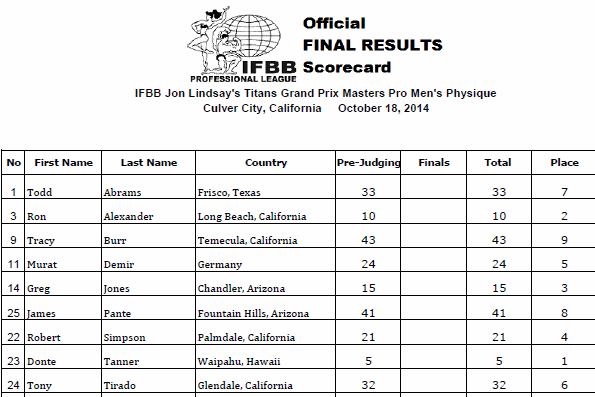 Official
FINAL RESULTS
Scorecard
IFBB
PROFESSIONAL LEAGUE
IFBB Jon Lindsay's Titans Grand Prix Masters Pro Men's Physique
Culver City, California October 18, 2014
No First Name Last Name Country Pre-Judging Finals Total Place
1 Todd Abrams Frisco, Texas 33 33 7
3 Ron Alexander Long Beach, California 10 10 2
9 Tracy Burr Temecula, California 43 43 9
11 Murat Demir Germany 24 24 5
14 Greg Jones Chandler, Arizona 15 15 3
25 James Pante Fountain Hills, Arizona 41 41 8
22 Robert Simpson Palmdale, California 21 21 4
23 Donte Tanner Waipahu, Hawaii 5 5 1
24 Tony Tirado Glendale, California 32 32 6